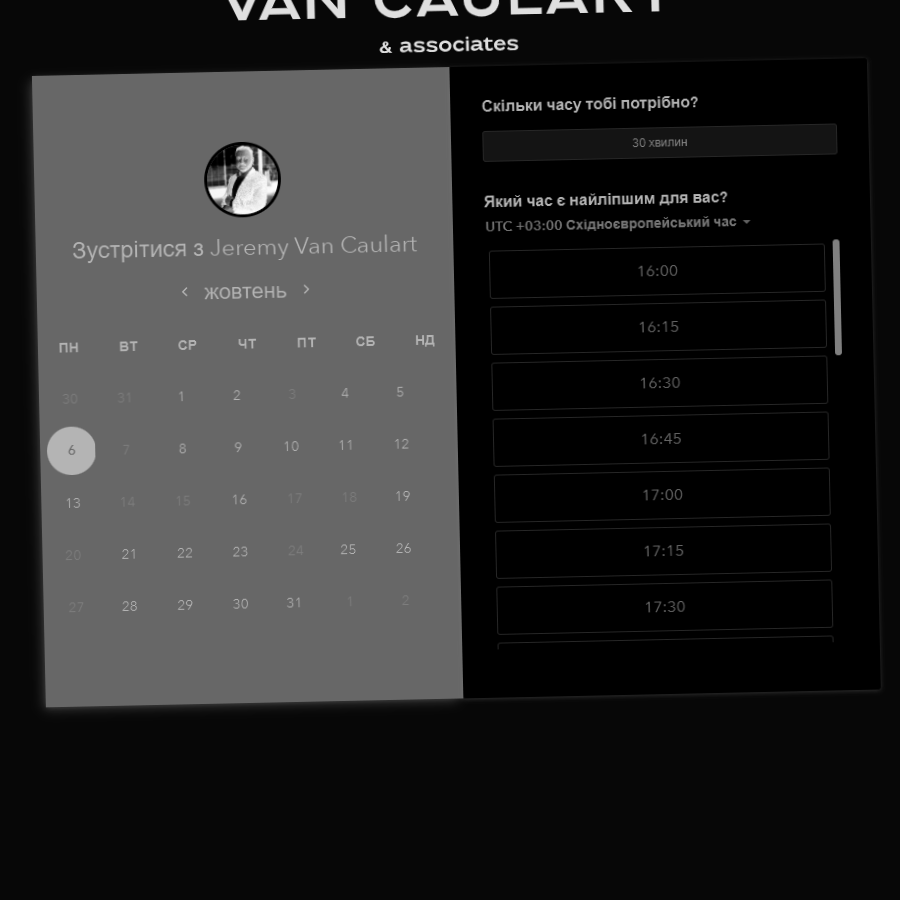 VAN CAULART
& associates
Зустрітися з Jeremy Van Caulart
жовтень
ПН ВТ СР ЧТ ПТ СБ НД
30 31 1 2 3 4 5
6 7 8 9 10 11 12
13 14 15 16 17 18 19
20 21 22 23 24 25 26
27 28 29 30 31 1 2
Скільки часу тобі потрібно?
30 хвилин
Який час є найліпшим для вас?
UTC +03:00 Східноєвропейський час
16:00
16:15
16:30
16:45
17:00
17:15
17:30